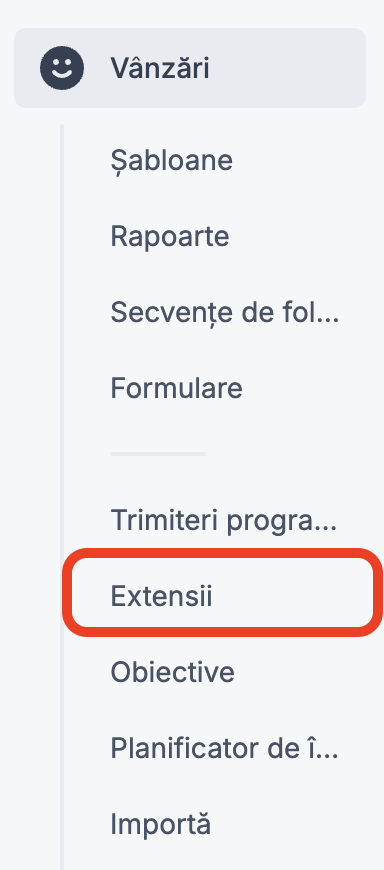 Vânzări
Șabloane
Rapoarte
Secvențe de fol...
Formulare
Trimiteri progra...
Extensii
Obiective
Planificator de î...
Importă